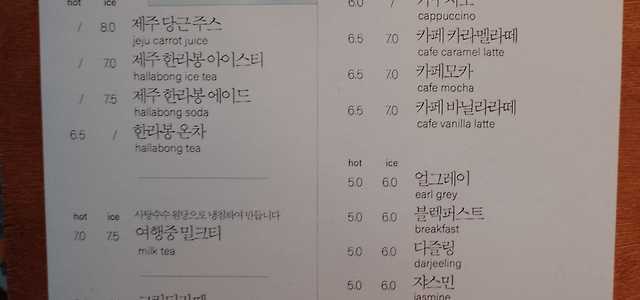 hot ice
/ 8.0 제주 당근 주스
jeju carrot juice
/ 7.0 제주 한라봉 아이스티
hallabong ice tea
/ 7.5 제주 한라봉 에이드
hallabong soda
6.5 / 한라봉 온차
hallabong tea
hot ice 사탕수수 원당으로 냉침하여 만듭니다
7.0 7.5 여행중 밀크티
milk tea
6.0 /
cappuccino
6.5 7.0 카페 카라멜라떼
cafe caramel latte
6.5 7.0 카페모카
cafe mocha
6.5 7.0 카페 바닐라라떼
cafe vanilla latte
hot ice
5.0 6.0 얼그레이
earl grey
5.0 6.0 블렉퍼스트
breakfast
5.0 6.0 다즐링
darjeeling
5.0 6.0 쟈스민
jasmine